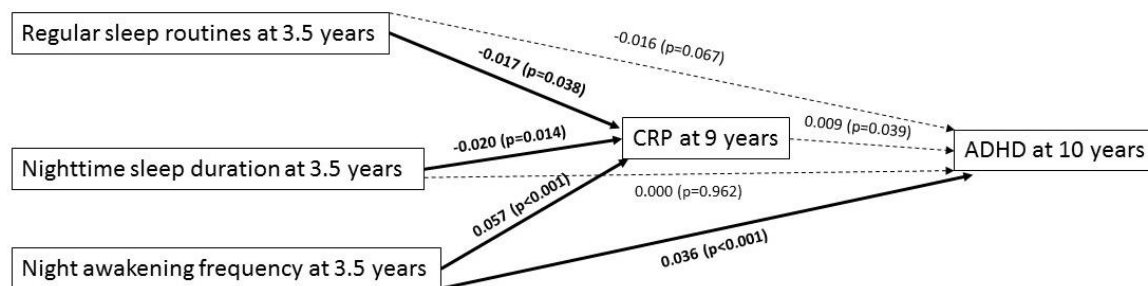 Regular sleep routines at 3.5 years
-0.016 (p=0.067)
-0.017 (p=0.038)
CRP at 9 years
0.009 (p=0.039)
ADHD at 10 years
-0.020 (p=0.014)
Nighttime sleep duration at 3.5 years
0.000 (p=0.962)
0.057 (p<0.001)
0.036 (p<0.001)
Night awakening frequency at 3.5 years